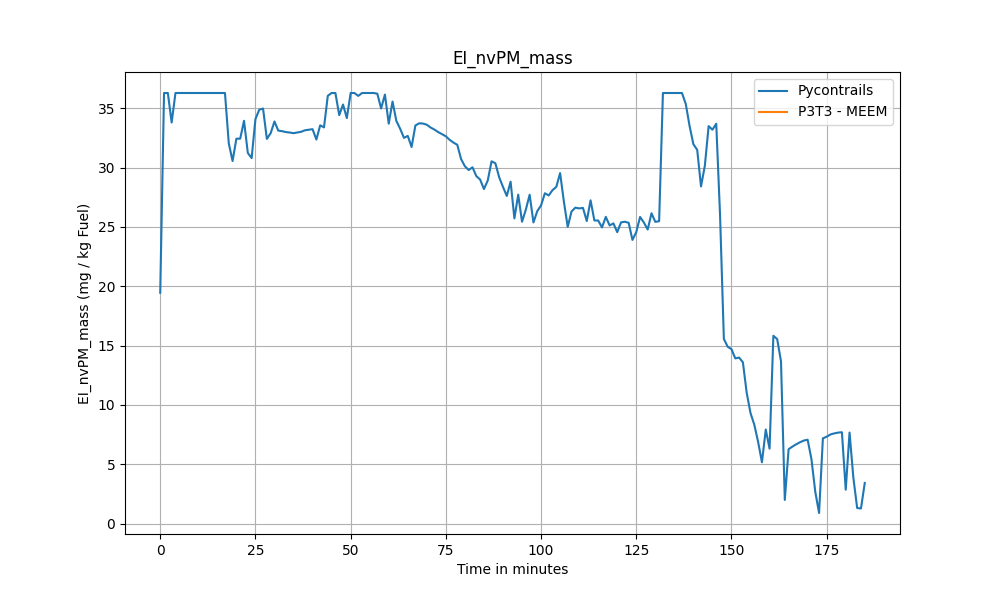 EI_nvPM_mass
Pycontrails
P3T3 - MEEM
EI_nvPM_mass (mg / kg Fuel)
35
30
25
20
15
10
5
0
0 25 50 75 100 125 150 175
Time in minutes